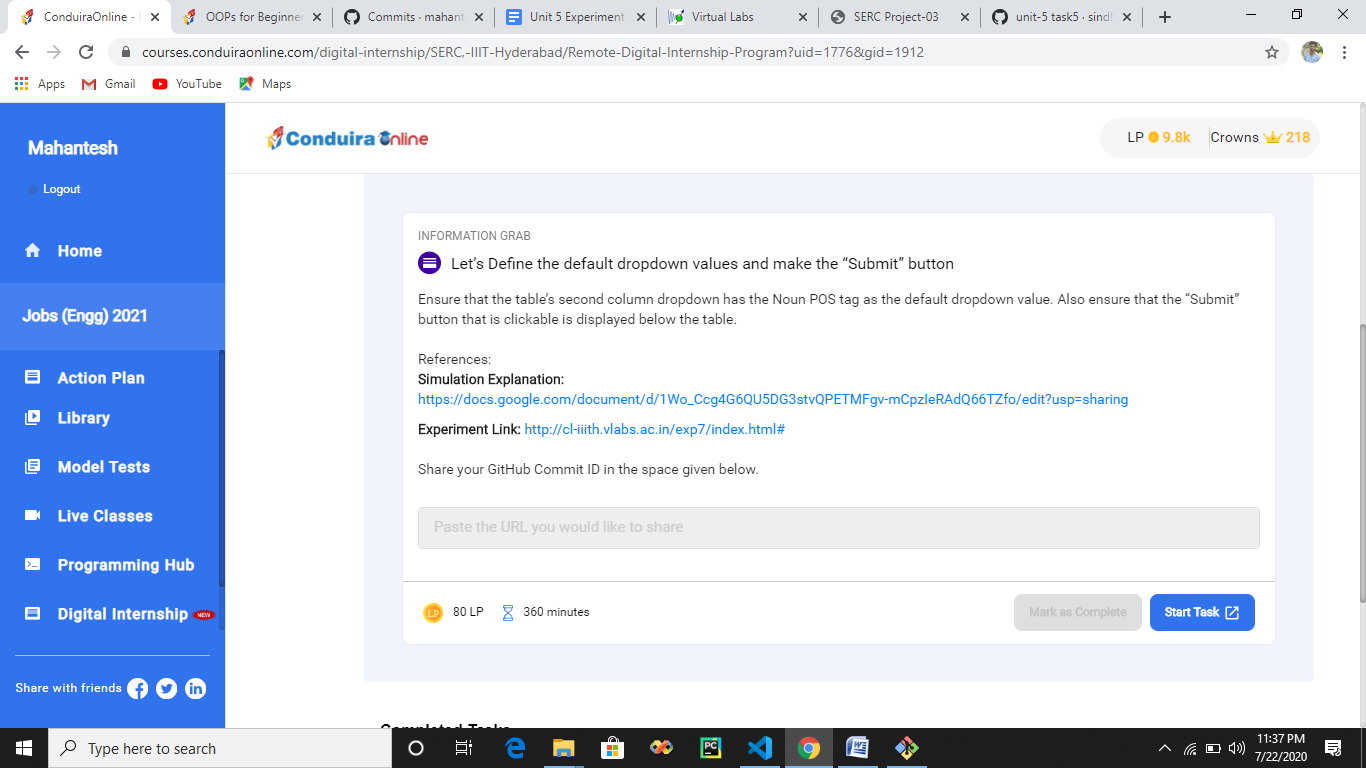 ConduiraOnline - 
OOPs for Beginner
Commits · mahant
Unit 5 Experiment
Virtual Labs
SERC Project-03
unit-5 task5 · sindh
courses.conduiraonline.com/digital-internship/SERC,-IIIT-Hyderabad/Remote-Digital-Internship-Program?uid=1776&gid=1912
Apps Gmail YouTube Maps
Mahantesh
Logout
Home
Jobs (Engg) 2021
Action Plan
Library
Model Tests
Live Classes
Programming Hub
Digital Internship NEW
Share with friends
Conduira Online
LP 9.8k Crowns 218
INFORMATION GRAB
Let’s Define the default dropdown values and make the “Submit” button
Ensure that the table’s second column dropdown has the Noun POS tag as the default dropdown value. Also ensure that the “Submit”
button that is clickable is displayed below the table.
References:
Simulation Explanation:
https://docs.google.com/document/d/1Wo_Ccg4G6QU5DG3stvQPETMFgv-mCpzIeRAdQ66TZfo/edit?usp=sharing
Experiment Link: http://cl-iiith.vlabs.ac.in/exp7/index.html#
Share your GitHub Commit ID in the space given below.
Paste the URL you would like to share
LP 80 LP 360 minutes
Mark as Complete Start Task
Completed Tasks
Type here to search
11:37 PM
7/22/2020